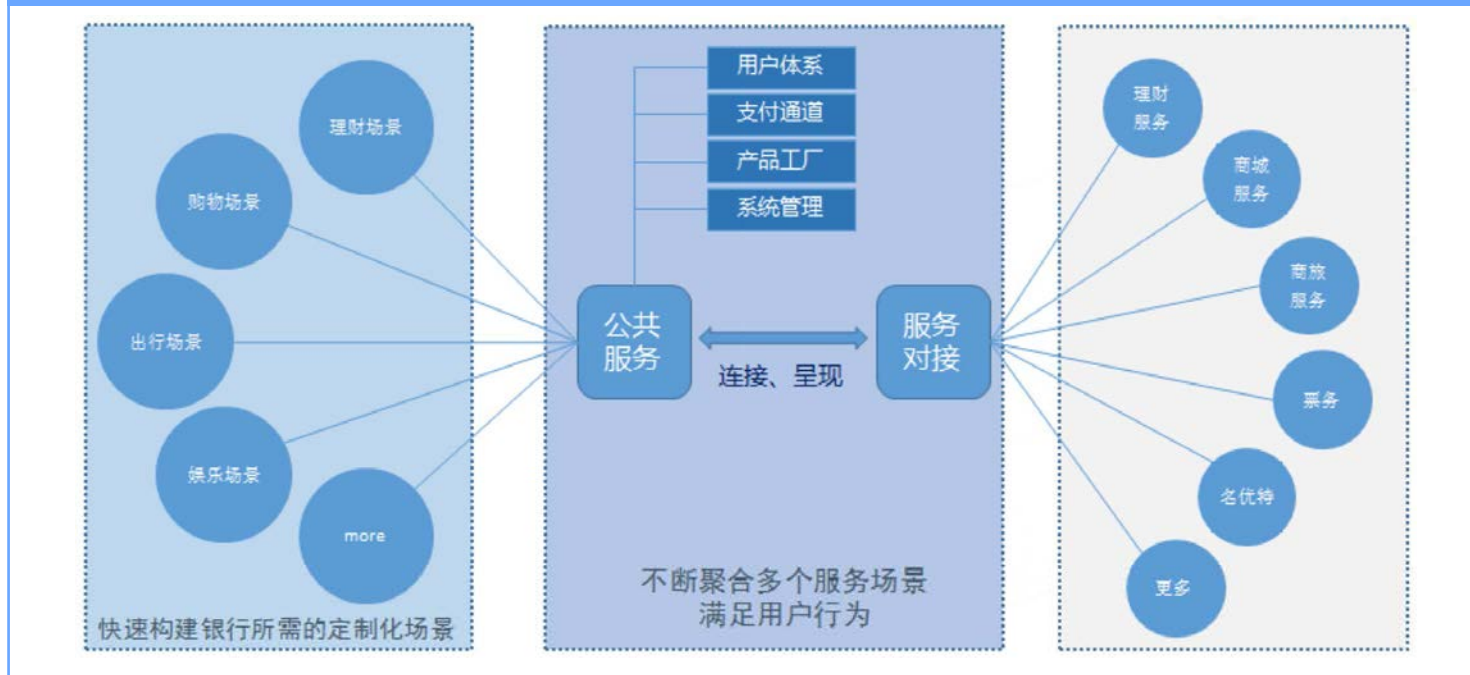 理财场景
购物场景
出行场景
娱乐场景
more
快速构建银行所需的定制化场景
用户体系
支付通道
产品工厂
系统管理
公共
服务
连接、呈现
服务
对接
不断聚合多个服务场景
满足用户行为
理财
服务
商城
服务
商旅
服务
票务
名优特
更多